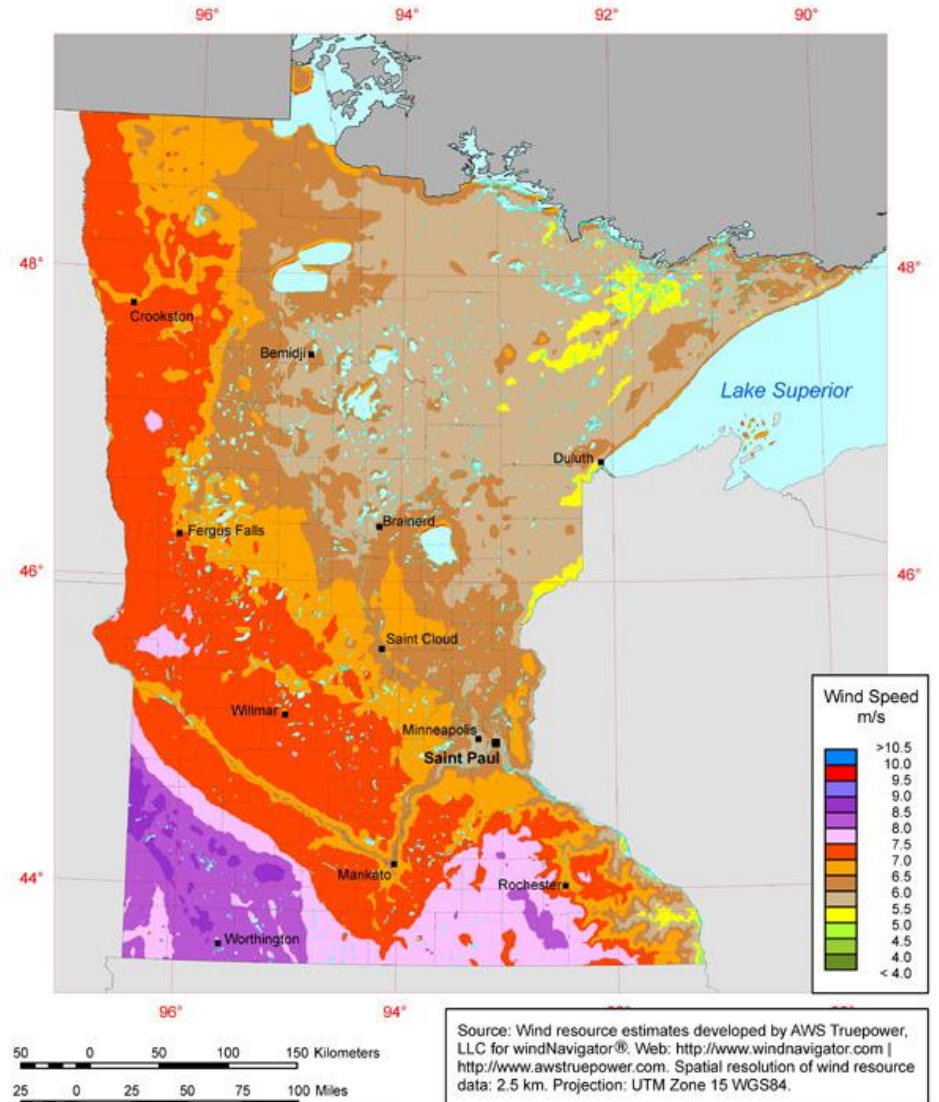 96° 94° 92° 90°
48° 48°
Crookston
Bemidji
Lake Superior
Duluth
Brainerd
Fergus Falls
46° 46°
Saint Cloud
Willmar
Minneapolis
Saint Paul
Mankato
44°
Rochester
Worthington
Wind Speed
m/s
>10.5
10.0
9.5
9.0
8.5
8.0
7.5
7.0
6.5
6.0
5.5
5.0
4.5
4.0
< 4.0
96° 94°
50 0 50 100 150 Kilometers
25 0 25 50 75 100 Miles
Source: Wind resource estimates developed by AWS Truepower,
LLC for windNavigator®. Web: http://www.windnavigator.com |
http://www.awstruepower.com. Spatial resolution of wind resource
data: 2.5 km. Projection: UTM Zone 15 WGS84.